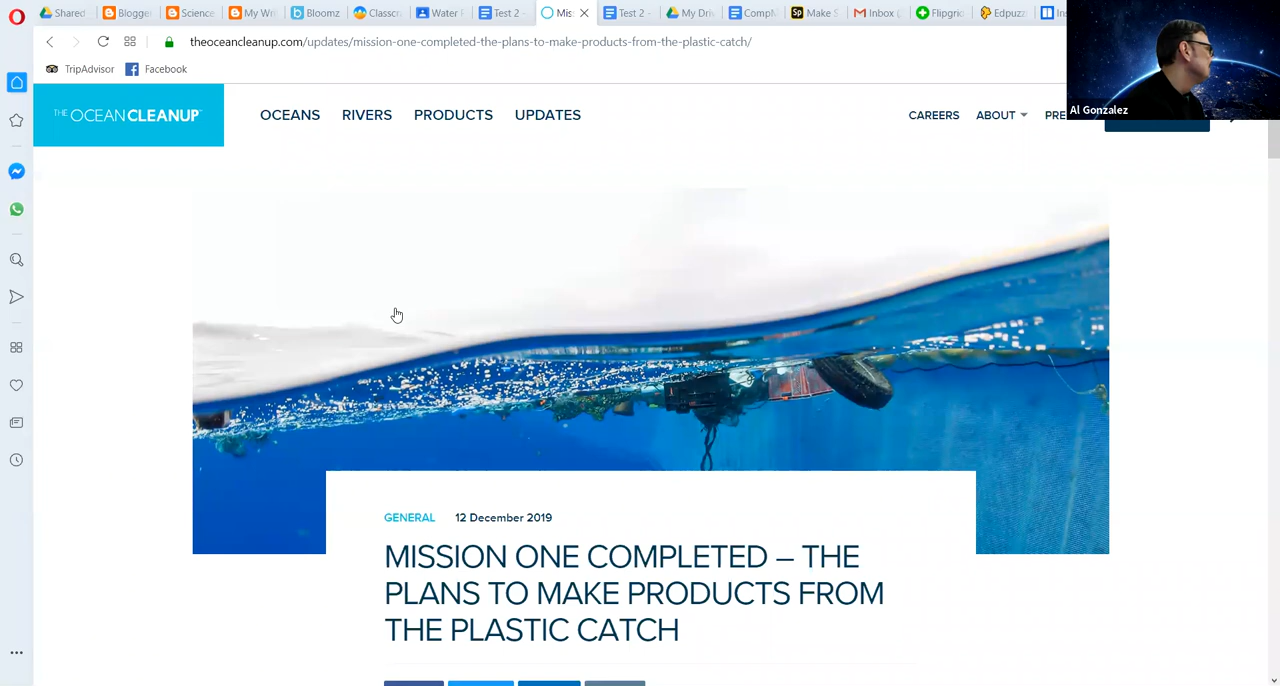 Shared
Blogger
Science
My Wri
Bloomz
Classcr
Water F
Test 2 -
Mis
Test 2 -
My Driv
CompM
Make S
Inbox (
Flipgrid
Edpuzz
theoceancleanup.com/updates/mission-one-completed-the-plans-to-make-products-from-the-plastic-catch/
TripAdvisor
Facebook
Al Gonzalez
THE OCEANCLEANUP
OCEANS
RIVERS
PRODUCTS
UPDATES
CAREERS
ABOUT
PRE
GENERAL
12 December 2019
MISSION ONE COMPLETED – THE
PLANS TO MAKE PRODUCTS FROM
THE PLASTIC CATCH